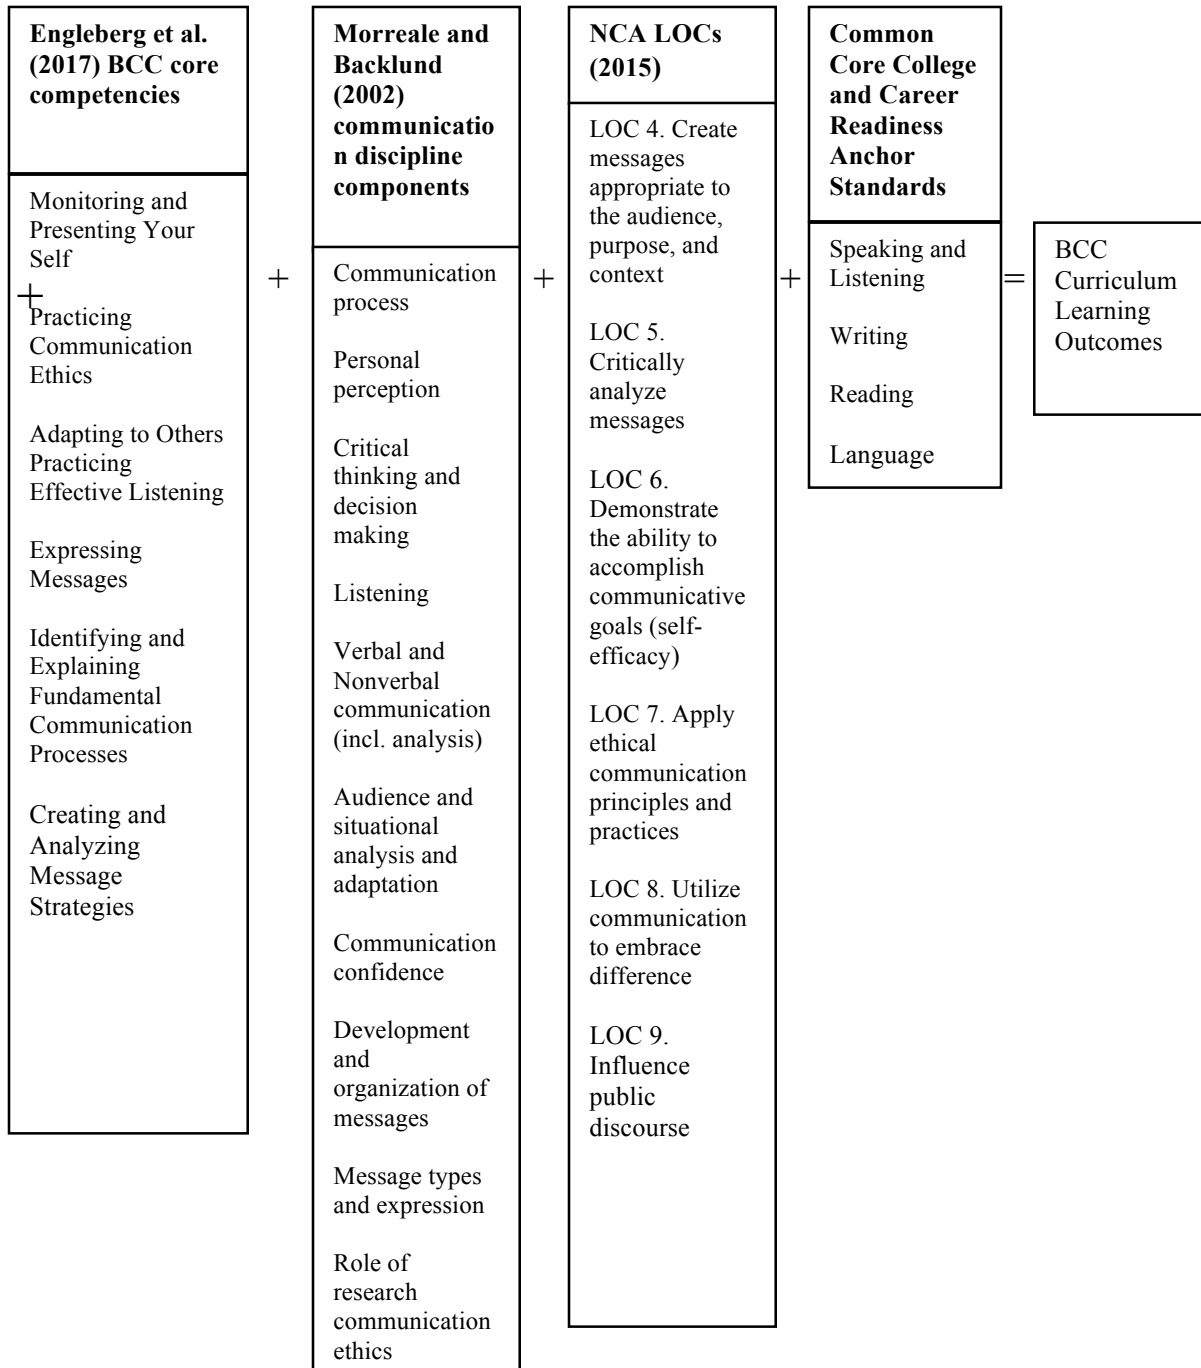 Engleberg et al.
(2017) BCC core
competencies
Monitoring and
Presenting Your
Self
+
Practicing
Communication
Ethics
Adapting to Others
Practicing
Effective Listening
Expressing
Messages
Identifying and
Explaining
Fundamental
Communication
Processes
Creating and
Analyzing
Message
Strategies
+
Morreale and
Backlund
(2002)
communicatio
n discipline
components
Communication
process
Personal
perception
Critical
thinking and
decision
making
Listening
Verbal and
Nonverbal
communication
(incl. analysis)
Audience and
situational
analysis and
adaptation
Communication
confidence
Development
and
organization of
messages
Message types
and expression
Role of
research
communication
ethics
+
NCA LOCs
(2015)
LOC 4. Create
messages
appropriate to
the audience,
purpose, and
context
LOC 5.
Critically
analyze
messages
LOC 6.
Demonstrate
the ability to
accomplish
communicative
goals (self-
efficacy)
LOC 7. Apply
ethical
communication
principles and
practices
LOC 8. Utilize
communication
to embrace
difference
LOC 9.
Influence
public
discourse
+
Common
Core College
and Career
Readiness
Anchor
Standards
Speaking and
Listening
Writing
Reading
Language
=
BCC
Curriculum
Learning
Outcomes